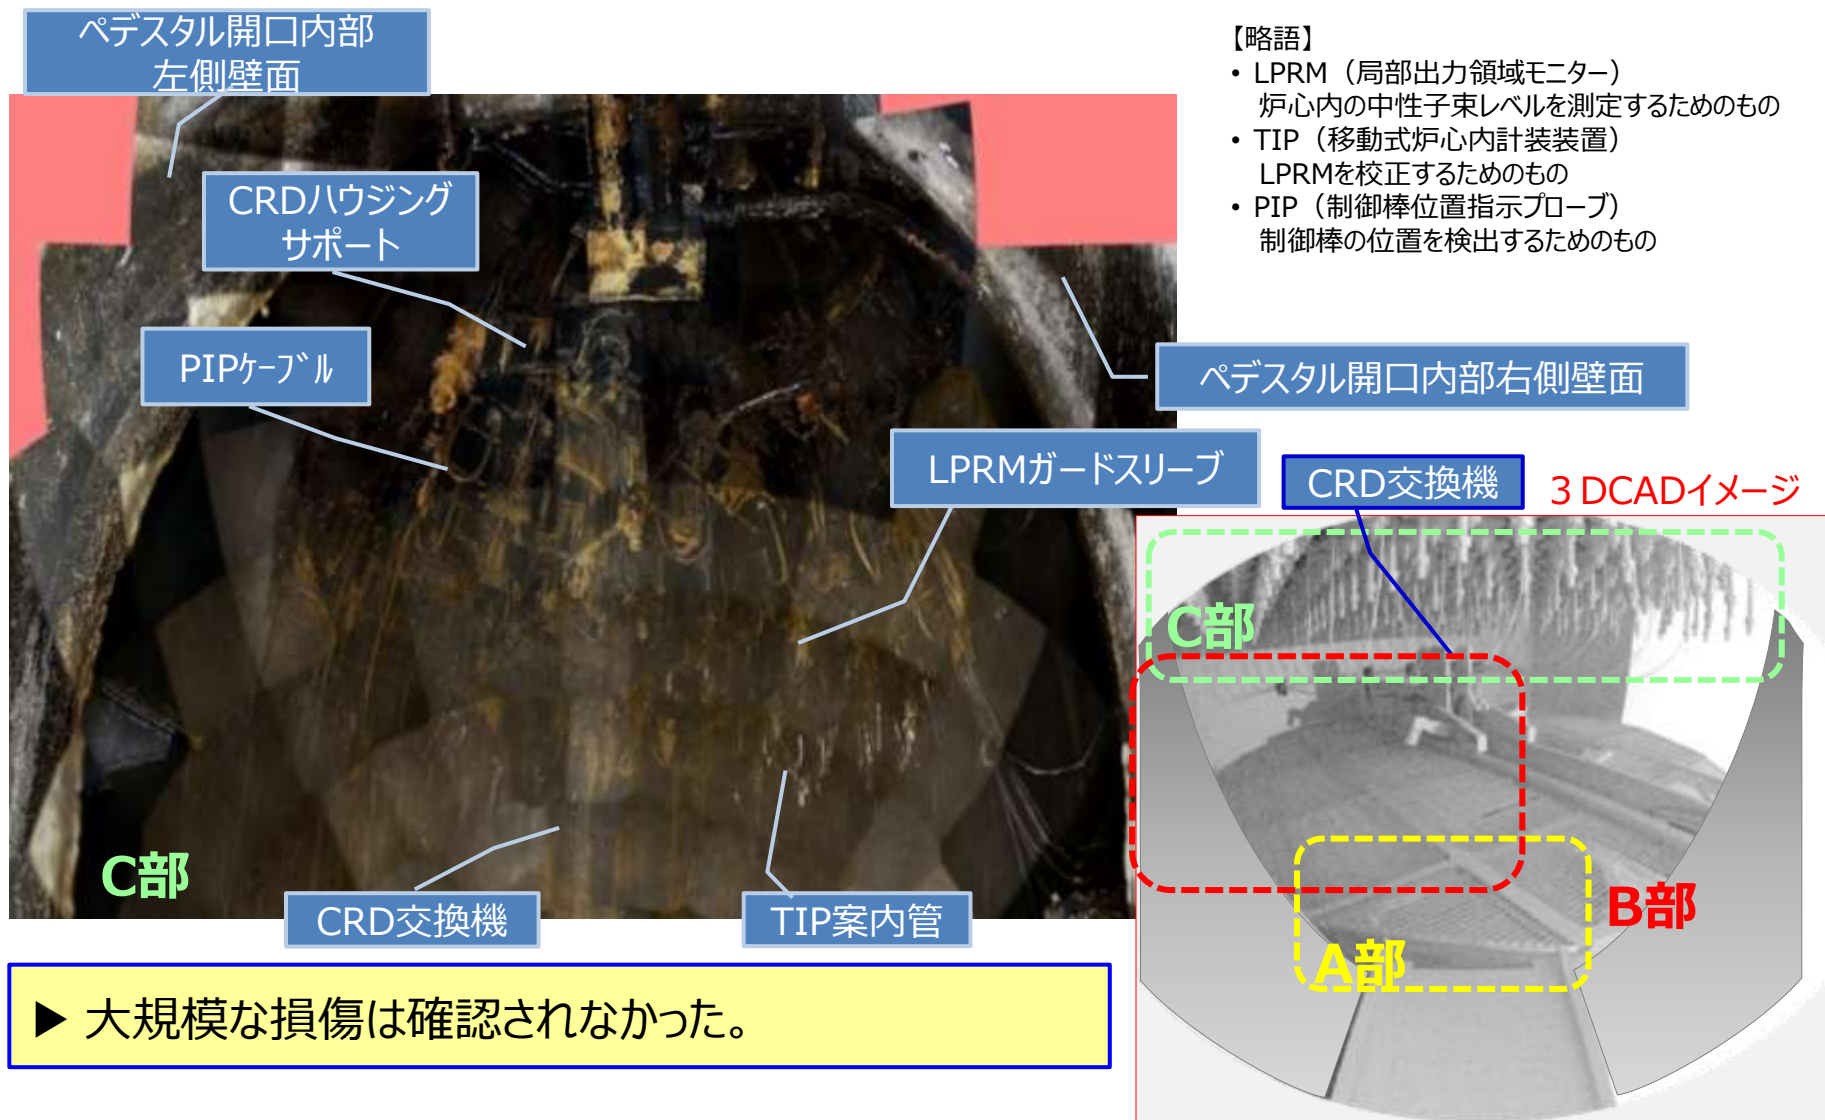 ペデスタル開口内部
左側壁面
【略語】
・LPRM（局部出力領域モニター）
炉心内の中性子束レベルを測定するためのもの
・TIP（移動式炉心内計装装置）
LPRMを校正するためのもの
・PIP（制御棒位置指示プローブ）
制御棒の位置を検出するためのもの
CRDハウジング
サポート
PIPｹｰﾌﾞﾙ
ペデスタル開口内部右側壁面
LPRMガードスリーブ
CRD交換機
３DCADイメージ
C部
C部
CRD交換機
TIP案内管
B部
A部
▶ 大規模な損傷は確認されなかった。